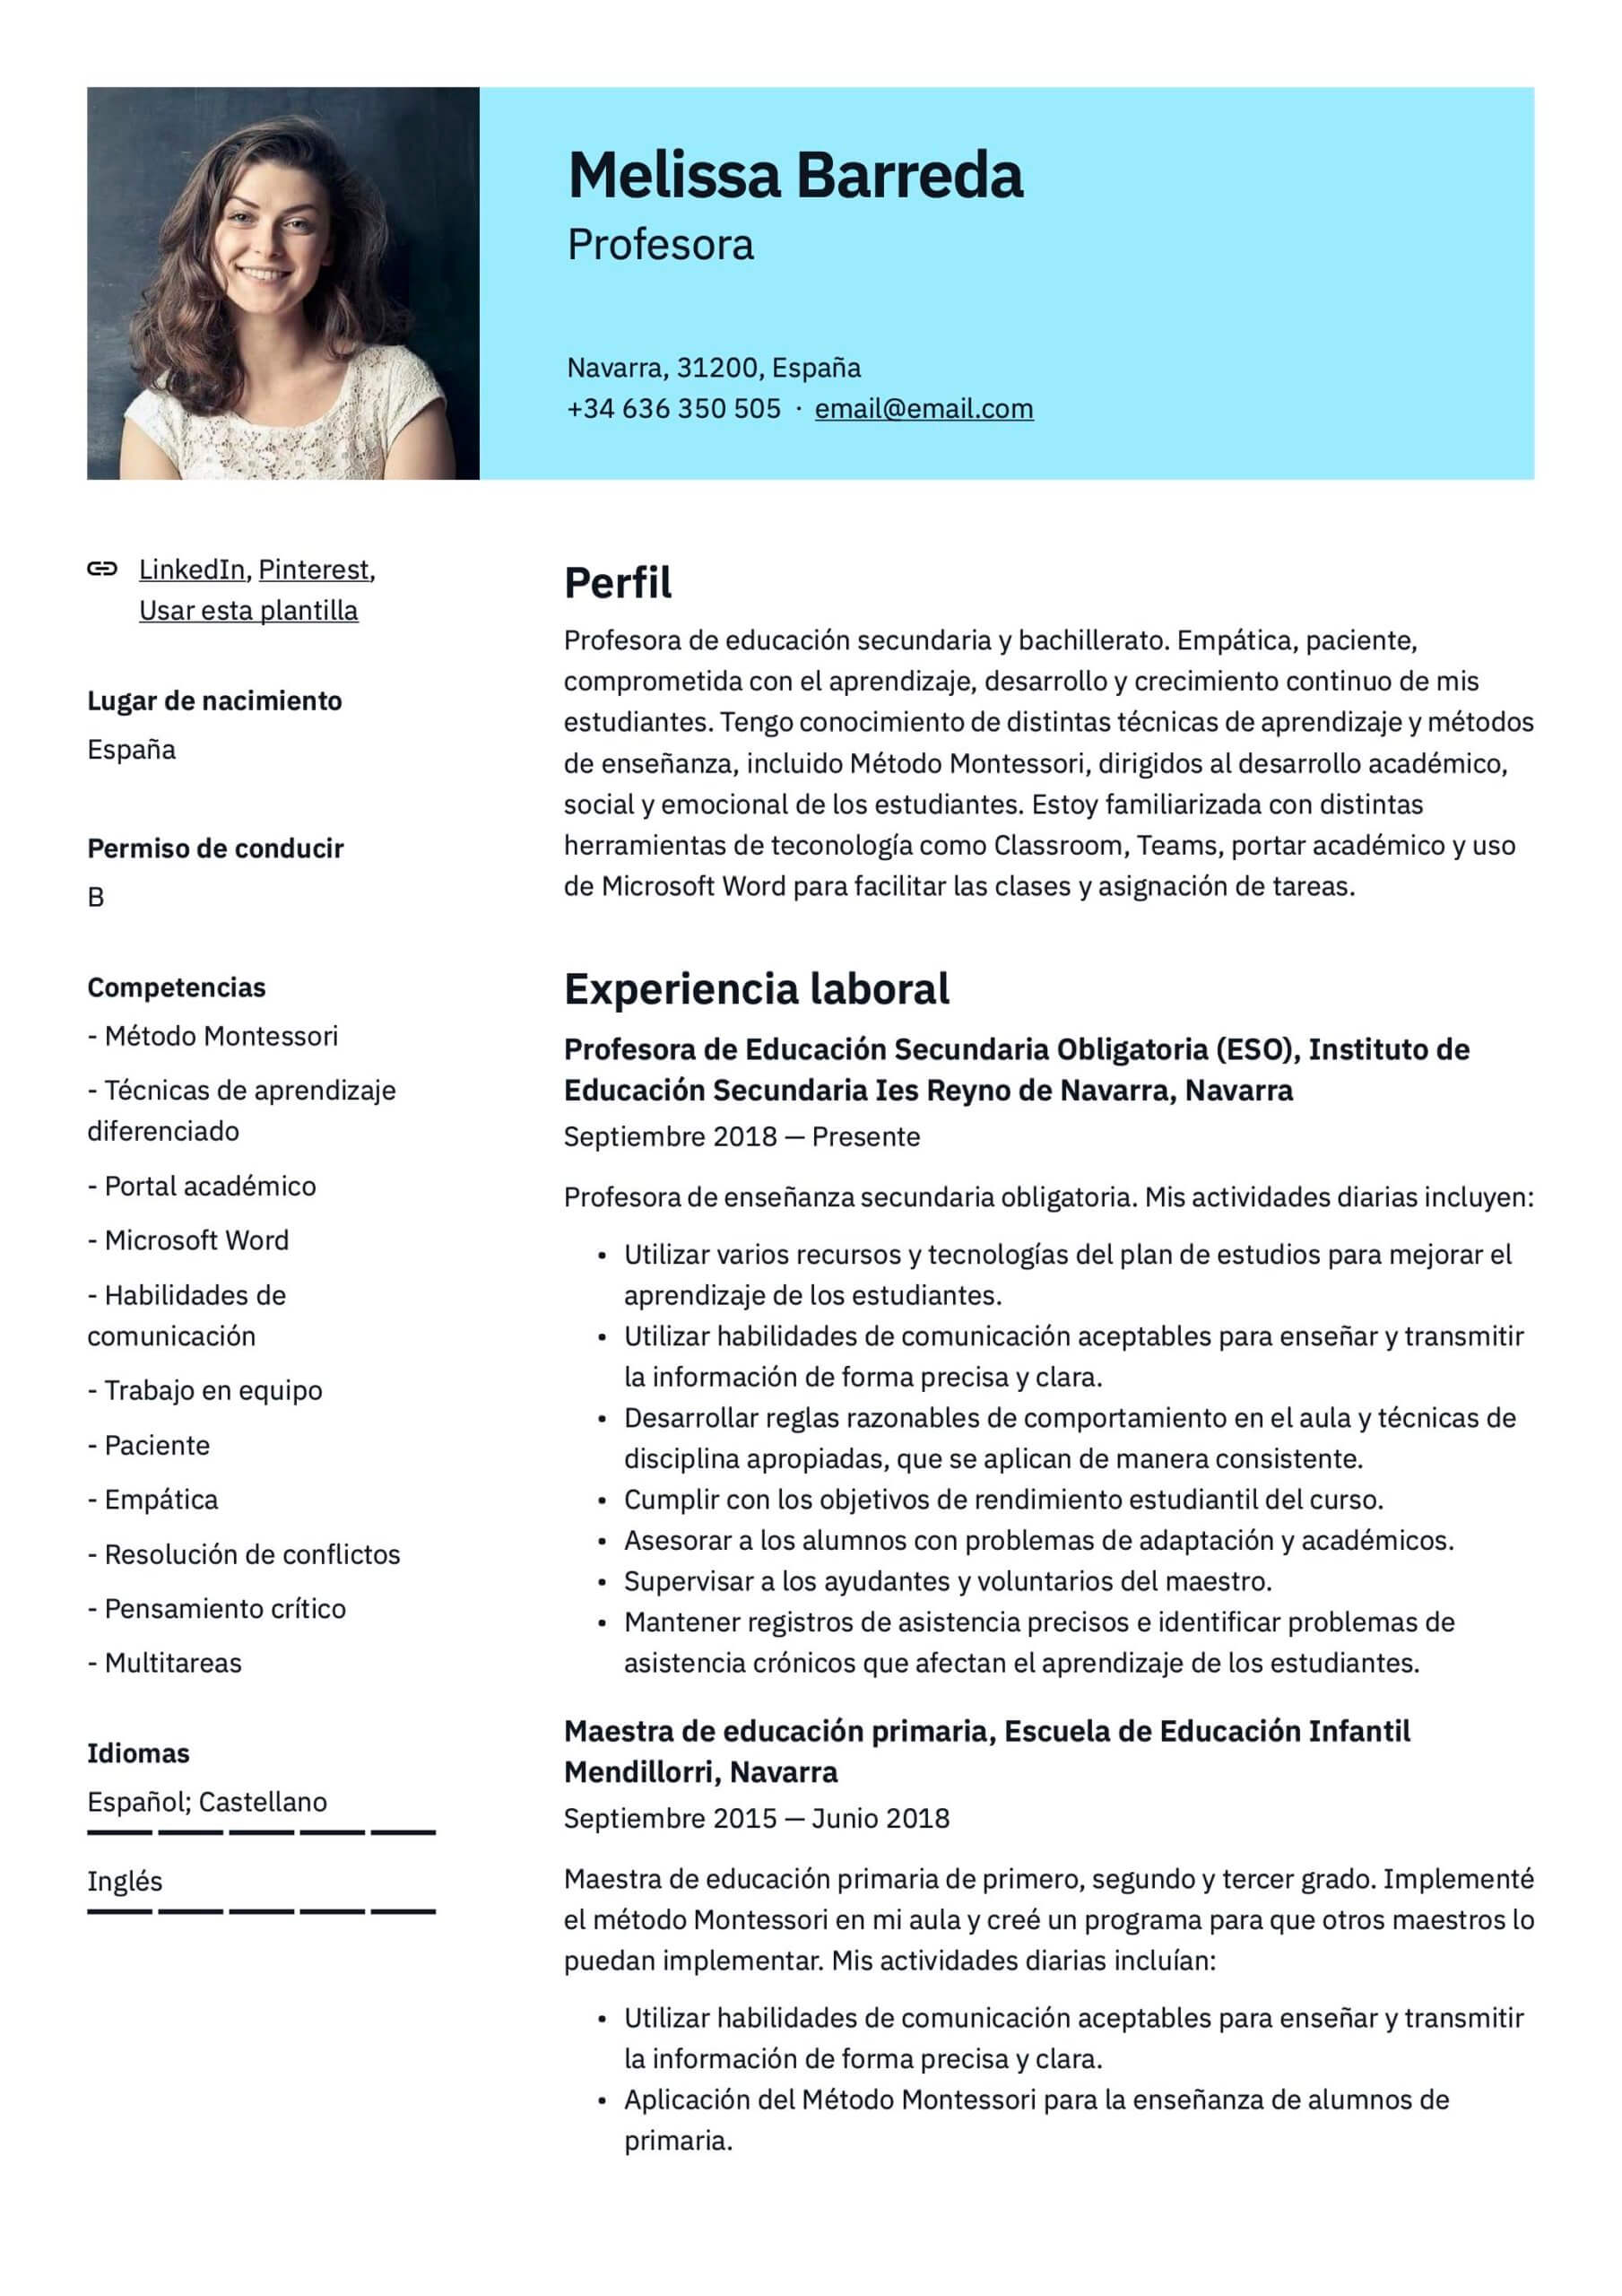 Melissa Barreda
Profesora
Navarra, 31200, España
+34 636 350 505 · email@email.com
LinkedIn, Pinterest,
Usar esta plantilla
Lugar de nacimiento
España
Permiso de conducir
B
Competencias
- Método Montessori
- Técnicas de aprendizaje
diferenciado
- Portal académico
- Microsoft Word
- Habilidades de
comunicación
- Trabajo en equipo
- Paciente
- Empática
- Resolución de conflictos
- Pensamiento crítico
- Multitareas
Idiomas
Español; Castellano
Inglés
Perfil
Profesora de educación secundaria y bachillerato. Empática, paciente,
comprometida con el aprendizaje, desarrollo y crecimiento continuo de mis
estudiantes. Tengo conocimiento de distintas técnicas de aprendizaje y métodos
de enseñanza, incluido Método Montessori, dirigidos al desarrollo académico,
social y emocional de los estudiantes. Estoy familiarizada con distintas
herramientas de teconología como Classroom, Teams, portar académico y uso
de Microsoft Word para facilitar las clases y asignación de tareas.
Experiencia laboral
Profesora de Educación Secundaria Obligatoria (ESO), Instituto de
Educación Secundaria Ies Reyno de Navarra, Navarra
Septiembre 2018 — Presente
Profesora de enseñanza secundaria obligatoria. Mis actividades diarias incluyen:
• Utilizar varios recursos y tecnologías del plan de estudios para mejorar el
aprendizaje de los estudiantes.
• Utilizar habilidades de comunicación aceptables para enseñar y transmitir
la información de forma precisa y clara.
• Desarrollar reglas razonables de comportamiento en el aula y técnicas de
disciplina apropiadas, que se aplican de manera consistente.
• Cumplir con los objetivos de rendimiento estudiantil del curso.
• Asesorar a los alumnos con problemas de adaptación y académicos.
• Supervisar a los ayudantes y voluntarios del maestro.
• Mantener registros de asistencia precisos e identificar problemas de
asistencia crónicos que afectan el aprendizaje de los estudiantes.
Maestra de educación primaria, Escuela de Educación Infantil
Mendillorri, Navarra
Septiembre 2015 — Junio 2018
Maestra de educación primaria de primero, segundo y tercer grado. Implementé
el método Montessori en mi aula y creé un programa para que otros maestros lo
puedan implementar. Mis actividades diarias incluían:
• Utilizar habilidades de comunicación aceptables para enseñar y transmitir
la información de forma precisa y clara.
• Aplicación del Método Montessori para la enseñanza de alumnos de
primaria.